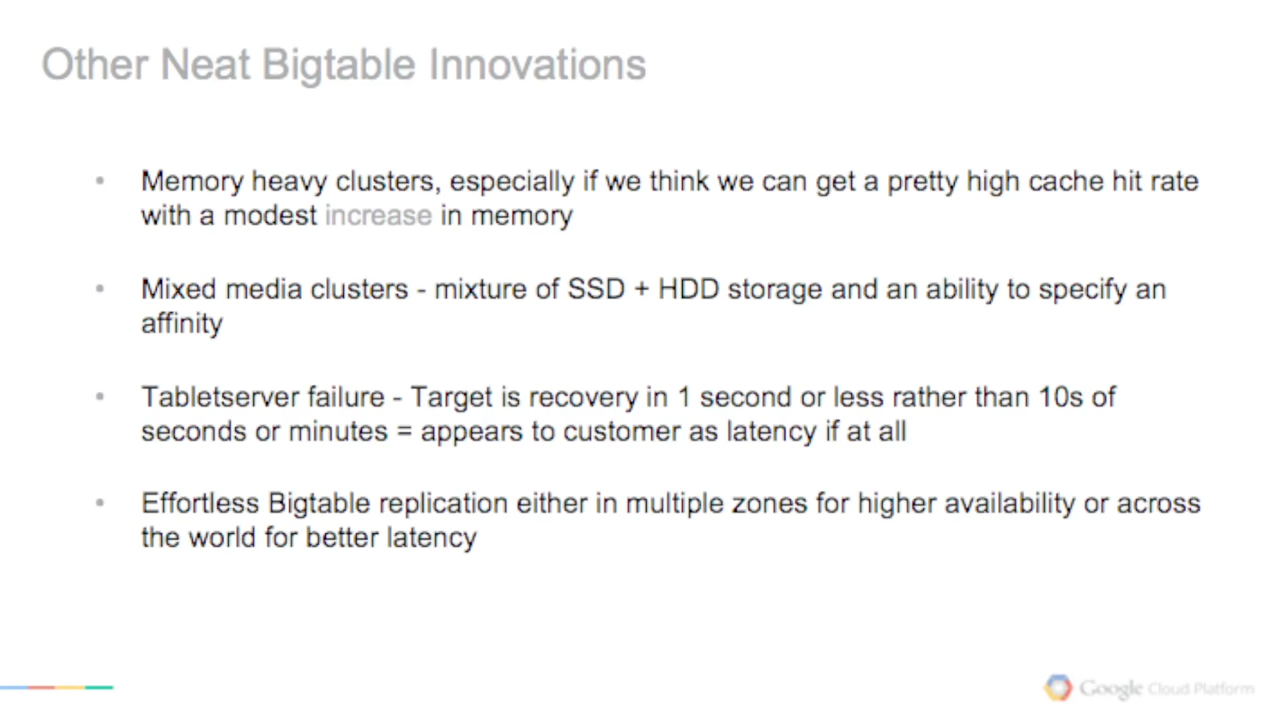 Other Neat Bigtable Innovations
• Memory heavy clusters, especially if we think we can get a pretty high cache hit rate
with a modest increase in memory
• Mixed media clusters - mixture of SSD + HDD storage and an ability to specify an
affinity
• Tabletserver failure - Target is recovery in 1 second or less rather than 10s of
seconds or minutes = appears to customer as latency if at all
• Effortless Bigtable replication either in multiple zones for higher availability or across
the world for better latency
Google Cloud Platform